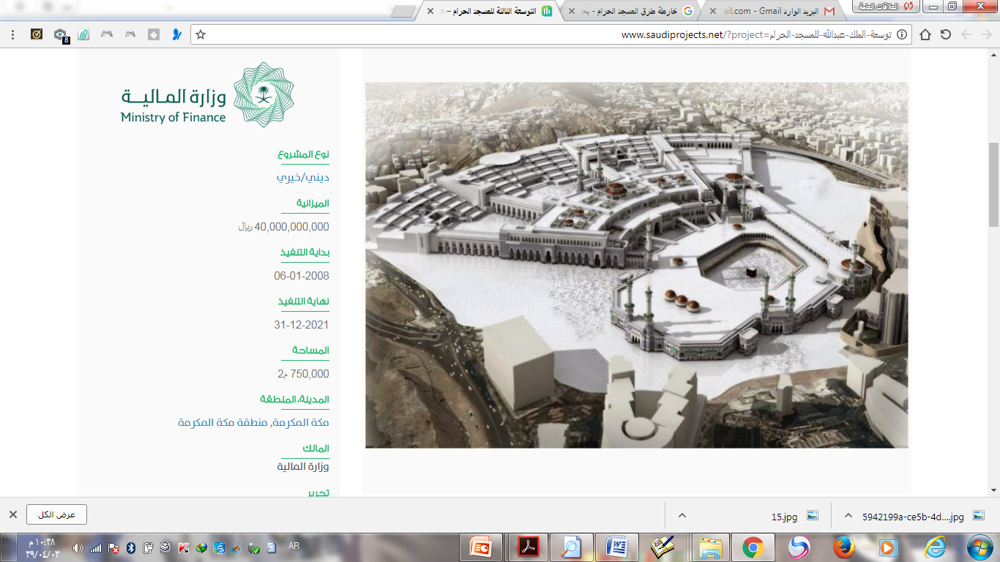 البريد الوارد ail.com - Gmail
خارطة طرق المسجد الحرام - بح
التوسعة الثالثة للمسجد الحرام –
www.saudiprojects.net/?project=توسعة-الملك-عبدالله-للمسجد-الحرام
8
وزارة المالية
Ministry of Finance
نوع المشروع
ديني/خيري
الميزانية
40,000,000,000 ريال
بداية التنفيذ
06-01-2008
نهاية التنفيذ
31-12-2021
المساحة
750,000 م2
المدينة، المنطقة
مكة المكرمة, منطقة مكة المكرمة
المالك
وزارة المالية
تحرير
5942199a-ce5b-4d....jpg
15.jpg
عرض الكل
AR
١٠:٣٨ م
٣٩/٠٤/٠٣